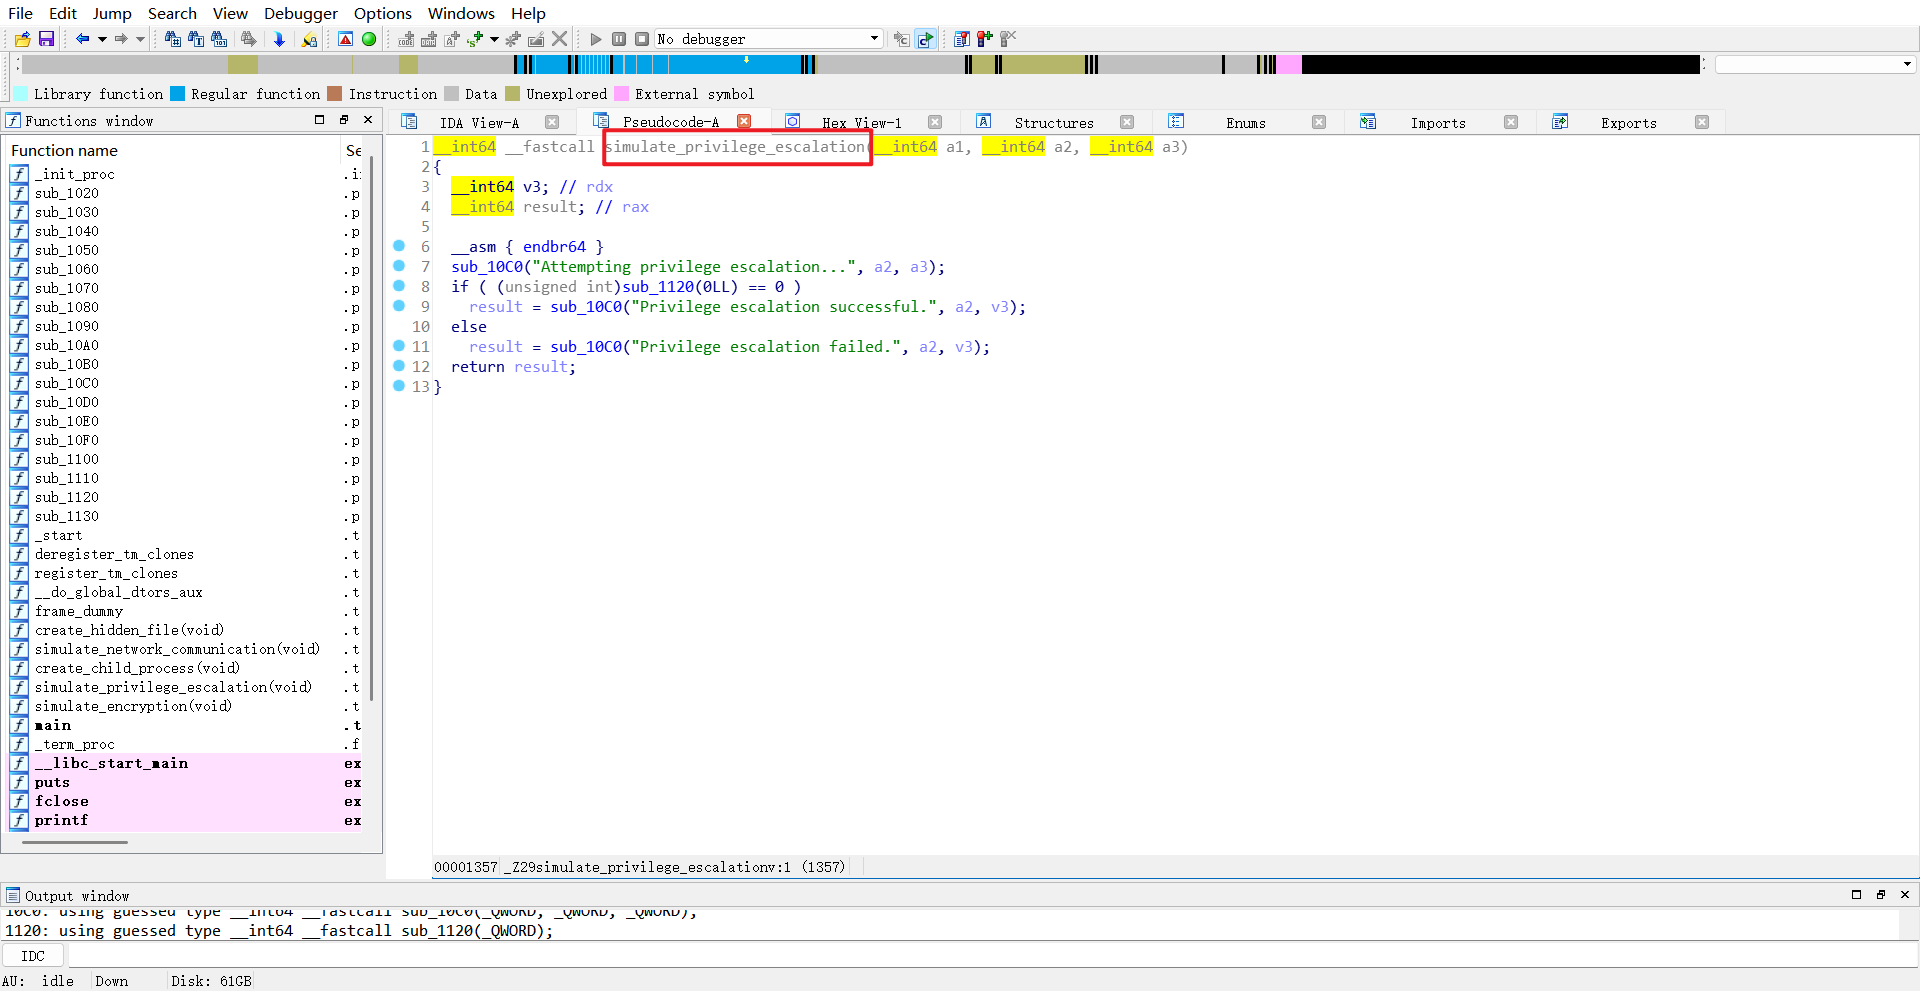 File Edit Jump Search View Debugger Options Windows Help
No debugger
Library function Regular function Instruction Data Unexplored External symbol
Functions window
Function name Se
_init_proc .i
sub_1020 .p
sub_1030 .p
sub_1040 .p
sub_1050 .p
sub_1060 .p
sub_1070 .p
sub_1080 .p
sub_1090 .p
sub_10A0 .p
sub_10B0 .p
sub_10C0 .p
sub_10D0 .p
sub_10E0 .p
sub_10F0 .p
sub_1100 .p
sub_1110 .p
sub_1120 .p
sub_1130 .p
_start .t
deregister_tm_clones .t
register_tm_clones .t
__do_global_dtors_aux .t
frame_dummy .t
create_hidden_file(void) .t
simulate_network_communication(void) .t
create_child_process(void) .t
simulate_privilege_escalation(void) .t
simulate_encryption(void) .t
main .t
_term_proc .f
__libc_start_main ex
puts ex
fclose ex
printf ex
IDA View-A Pseudocode-A Hex View-1 Structures Enums Imports Exports
1 __int64 __fastcall simulate_privilege_escalation(__int64 a1, __int64 a2, __int64 a3)
2 {
3 __int64 v3; // rdx
4 __int64 result; // rax
5
6 __asm { endbr64 }
7 sub_10C0("Attempting privilege escalation...", a2, a3);
8 if ( (unsigned int)sub_1120(0LL) == 0 )
9 result = sub_10C0("Privilege escalation successful.", a2, v3);
10 else
11 result = sub_10C0("Privilege escalation failed.", a2, v3);
12 return result;
13 }
00001357 _Z29simulate_privilege_escalationv:1 (1357)
Output window
10C0: using guessed type __int64 __fastcall sub_10C0(_QWORD, _QWORD, _QWORD);
1120: using guessed type __int64 __fastcall sub_1120(_QWORD);
IDC
AU: idle Down Disk: 61GB